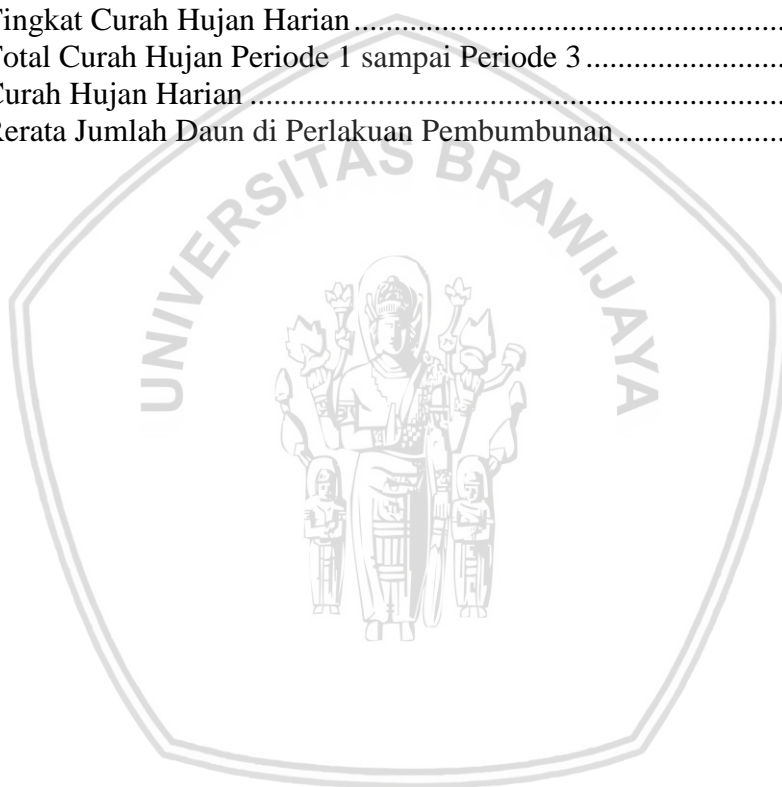 Tingkat Curah Hujan Harian
Total Curah Hujan Periode 1 sampai Periode 3
Curah Hujan Harian
Rerata Jumlah Daun di Perlakuan Pembumbunan
UNIVERSITAS BRAWIJAYA